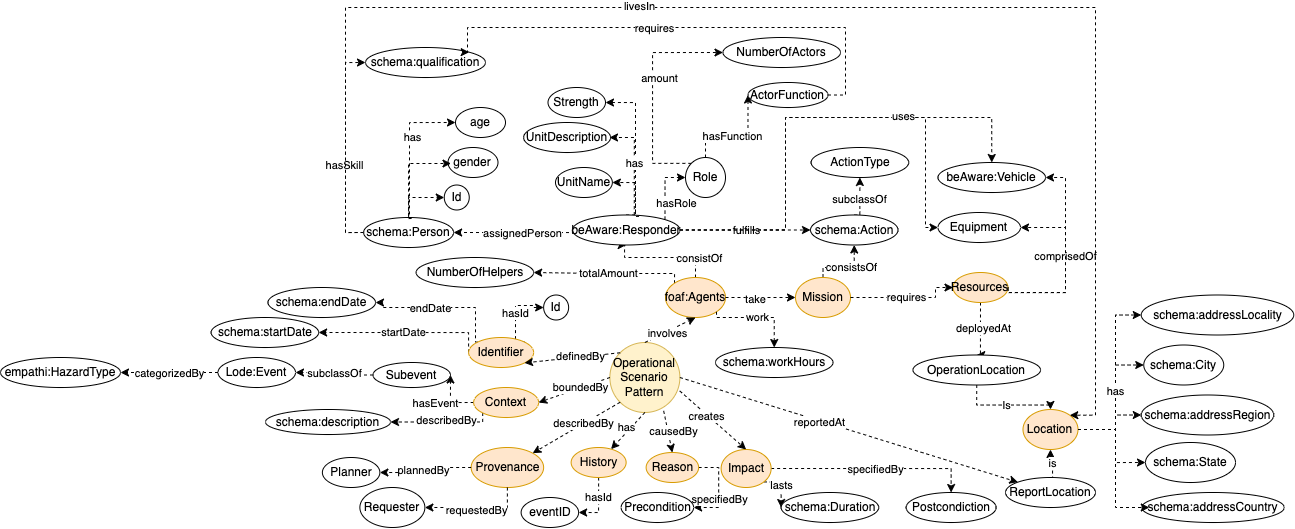 livesIn
requires
NumberOfActors
schema:qualification
amount
ActorFunction
Strength
uses
age
has
UnitDescription
hasFunction
hasSkill
gender
has
ActionType
UnitName
Role
beAware:Vehicle
Id
subclassOf
hasRole
schema:Person
assignedPerson
beAware:Responder
fulfills
schema:Action
Equipment
consistOf
comprisedOf
NumberOfHelpers
totalAmount
consistsOf
foaf:Agents
take
Mission
requires
Resources
schema:endDate
endDate
Id
hasId
schema:addressLocality
work
schema:startDate
startDate
involves
deployedAt
Identifier
definedBy
Operational
Scenario
Pattern
schema:workHours
schema:City
empathi:HazardType
categorizedBy
Lode:Event
subclassOf
Subevent
OperationLocation
boundedBy
has
hasEvent
Context
Is
schema:description
describedBy
describedBy
has
causedBy
creates
reportedAt
schema:addressRegion
Location
Planner
plannedBy
Provenance
History
Reason
Impact
specifiedBy
is
schema:State
lasts
ReportLocation
Requester
requestedBy
hasId
eventID
Precondition
specifiedBy
schema:Duration
Postcondition
schema:addressCountry